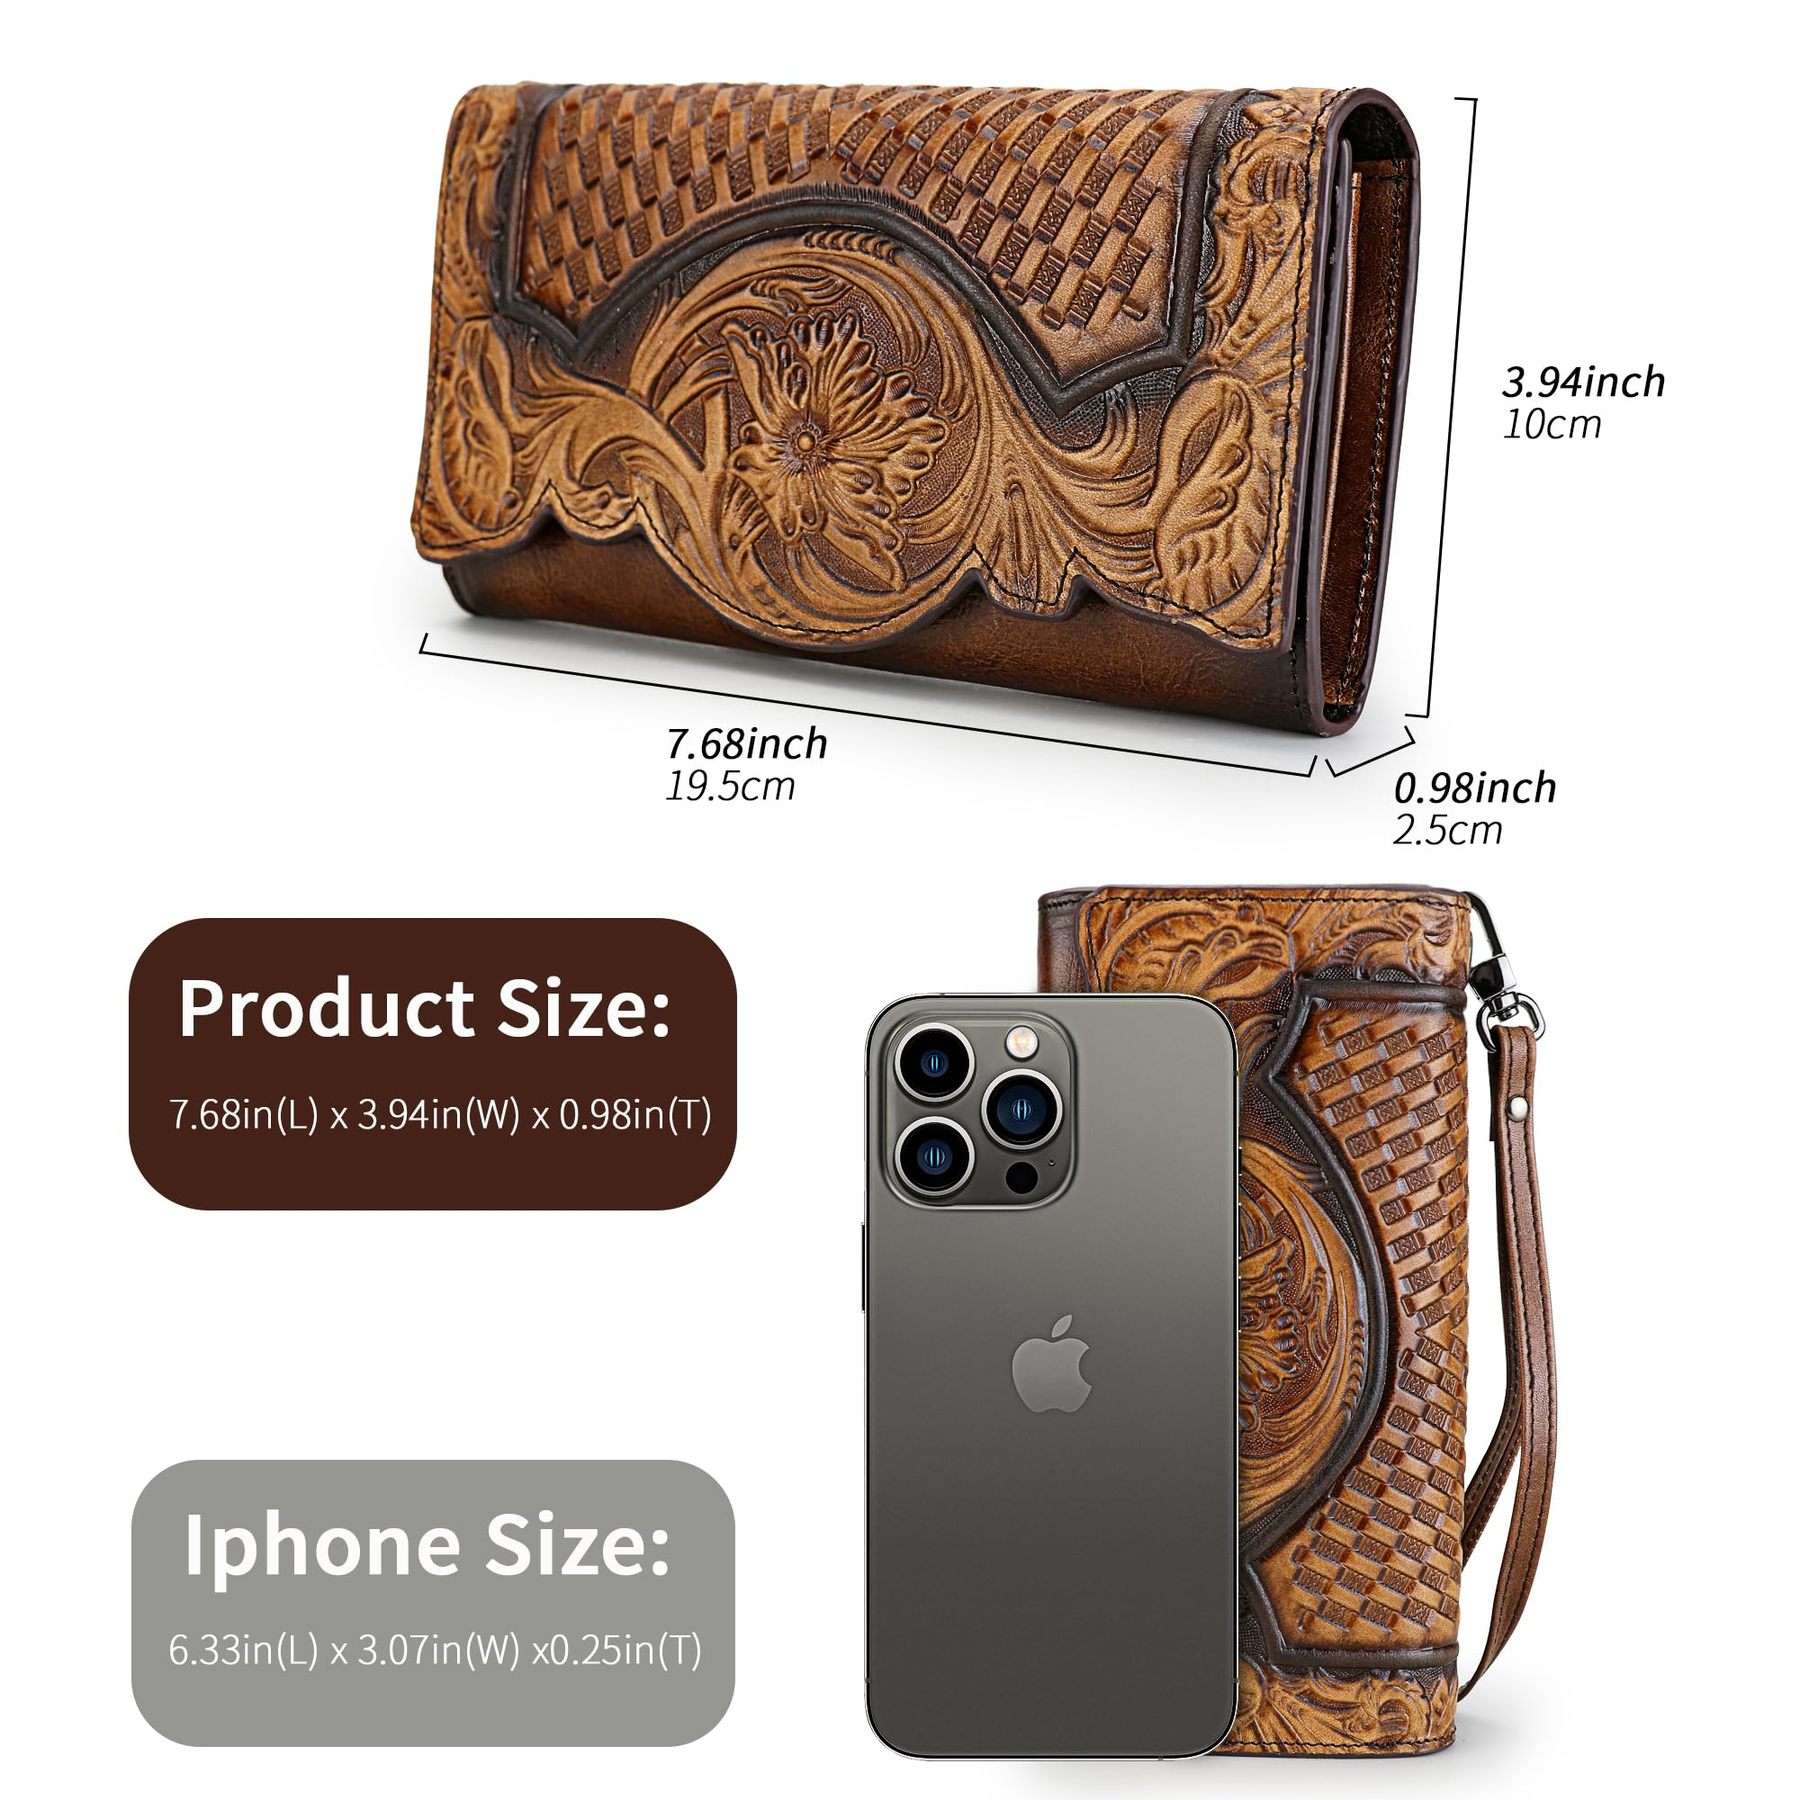 3.94inch
10cm
7.68inch
19.5cm
0.98inch
2.5cm
Product Size:
7.68in(L) x 3.94in(W) x 0.98in(T)
Iphone Size:
6.33in(L) x 3.07in(W) x0.25in(T)